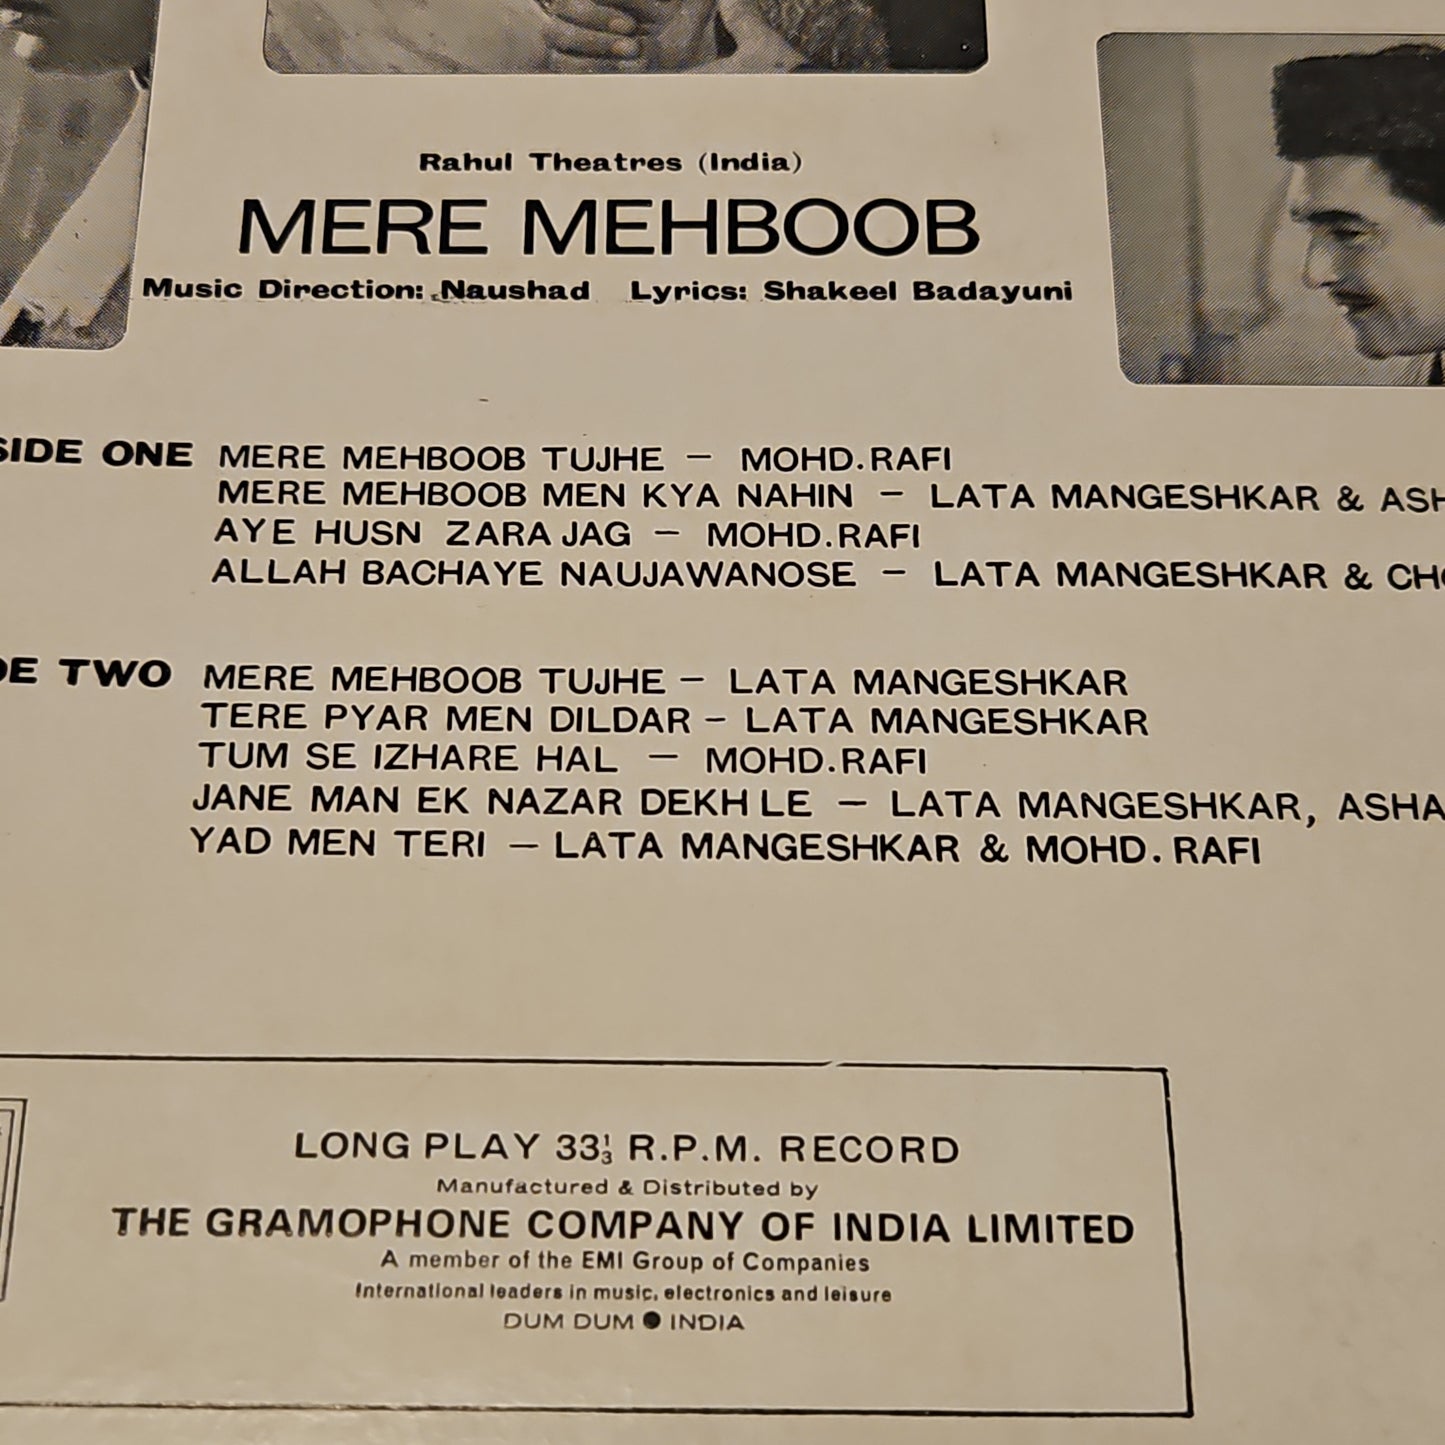 Rahul Theatres (India)
MERE MEHBOOB
Music Direction: Naushad Lyrics: Shakeel Badayuni
SIDE ONE MERE MEHBOOB TUJHE – MOHD.RAFI
MERE MEHBOOB MEN KYA NAHIN – LATA MANGESHKAR & ASH
AYE HUSN ZARA JAG – MOHD.RAFI
ALLAH BACHAYE NAUJAWANOSE – LATA MANGESHKAR & CH
DE TWO MERE MEHBOOB TUJHE – LATA MANGESHKAR
TERE PYAR MEN DILDAR – LATA MANGESHKAR
TUM SE IZHARE HAL – MOHD.RAFI
JANE MAN EK NAZAR DEKH LE – LATA MANGESHKAR, ASHA
YAD MEN TERI – LATA MANGESHKAR & MOHD. RAFI
LONG PLAY 33⅓ R.P.M. RECORD
Manufactured & Distributed by
THE GRAMOPHONE COMPANY OF INDIA LIMITED
A member of the EMI Group of Companies
International leaders in music, electronics and leisure
DUM DUM ● INDIA